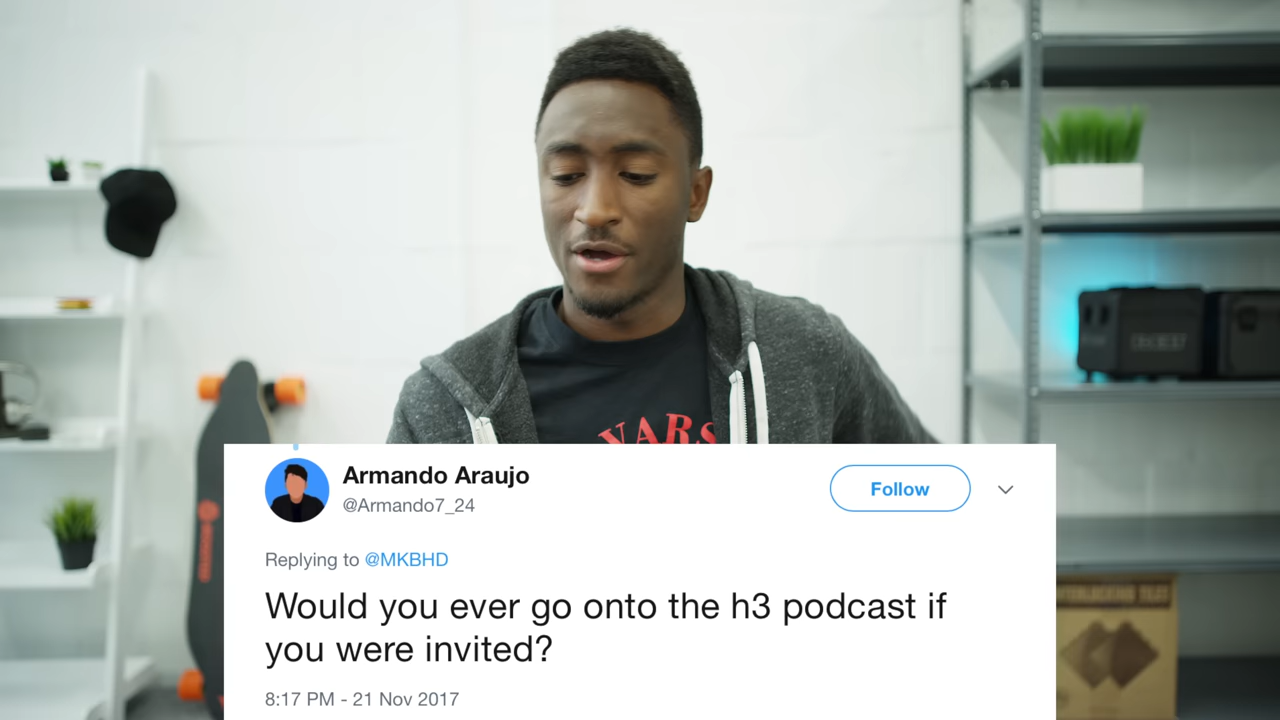 VARS
Armando Araujo
Follow
@Armando7_24
Replying to @MKBHD
Would you ever go onto the h3 podcast if
you were invited?
8:17 PM - 21 Nov 2017